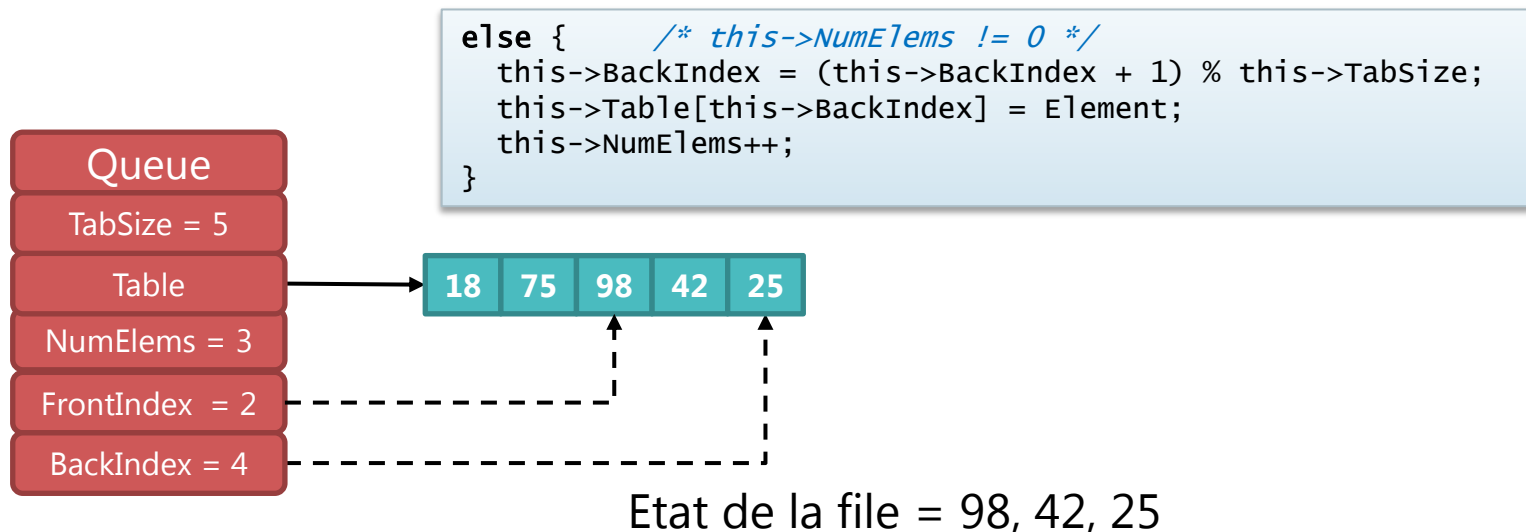 else {     /* this->NumElems != 0 */
  this->BackIndex = (this->BackIndex + 1) % this->TabSize;
  this->Table[this->BackIndex] = Element;
  this->NumElems++;
}
Queue
TabSize = 5
Table
18 75 98 42 25
NumElems = 3
FrontIndex = 2
BackIndex = 4
Etat de la file = 98, 42, 25